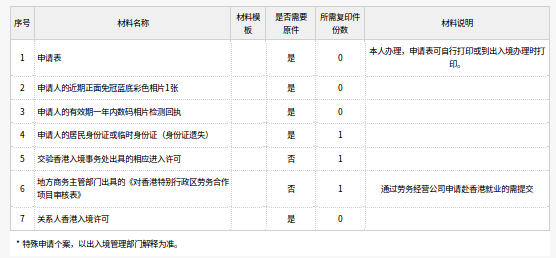 序号 材料名称 材料模板 是否需要原件 所需复印件份数 材料说明
1 申请表 是 0 本人办理，申请表可自行打印或到出入境办理时打印。
2 申请人的近期正面免冠蓝底彩色相片1张 是 0
3 申请人的有效期一年内数码相片检测回执 是 0
4 申请人的居民身份证或临时身份证（身份证遗失） 是 1
5 交验香港入境事务处出具的相应进入许可 否 1
6 地方商务主管部门出具的《对香港特别行政区劳务合作项目审核表》 否 1 通过劳务经营公司申请赴香港就业的需提交
7 关系人香港入境许可 是 0
* 特殊申请个案，以出入境管理部门解释为准。